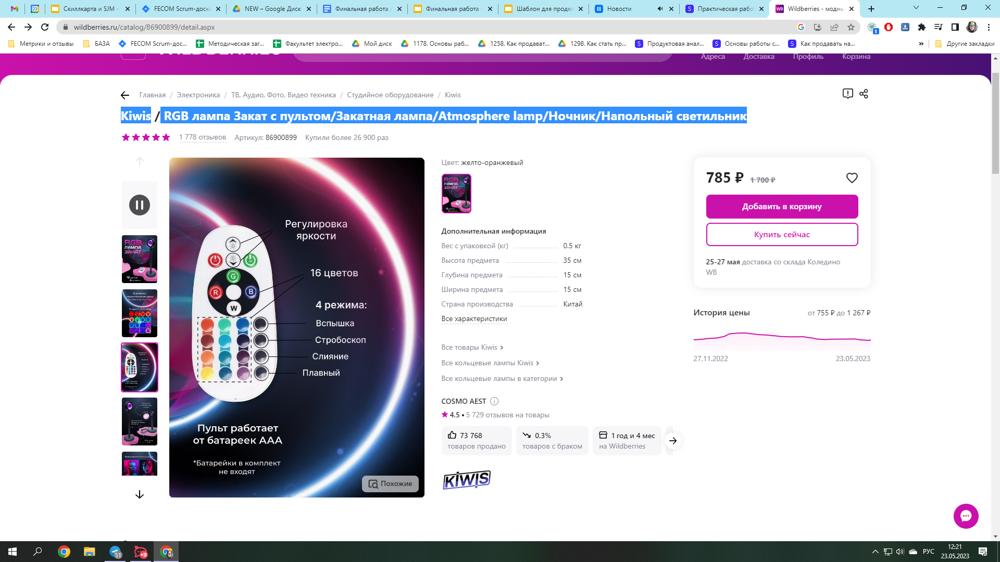 Скиллкарта и SJM -
FECOM Scrum-доска
NEW – Google Диск
Финальная работа /
Финальная работа -
Шаблон для продюс
Новости
Практическая работ
Wildberries - модны
wildberries.ru/catalog/86900899/detail.aspx
Метрики и отзывы
БАЗА
FECOM Scrum-дос...
Методическая заг...
Факультет электро...
Мой диск
1178. Основы раб...
1258. Как продават...
1298. Как стать пр...
Продуктовая анал...
Основы работы с...
Как продавать на...
»
Другие закладки
Адреса
Доставка
Профиль
Корзина
Главная / Электроника / ТВ, Аудио, Фото, Видео техника / Студийное оборудование / Kiwis
Kiwis / RGB лампа Закат с пультом/Закатная лампа/Atmosphere lamp/Ночник/Напольный светильник
1 778 отзывов
Артикул: 86900899
Купили более 26 900 раз
RGB
ЛАМПА
ЗАКАТ
Регулировка
яркости
16 цветов
4 режима:
Вспышка
Стробоскоп
Слияние
Плавный
G
R
B
W
Пульт работает
от батареек ААА
*Батарейки в комплект
не входят
Похожие
Цвет: желто-оранжевый
Дополнительная информация
Вес с упаковкой (кг) 0.5 кг
Высота предмета 35 см
Глубина предмета 15 см
Ширина предмета 15 см
Страна производства Китай
Все характеристики
Все товары Kiwis
Все кольцевые лампы Kiwis
Все кольцевые лампы в категории
COSMO AEST
4.5 • 5 729 отзывов на товары
73 768
товаров продано
0.3%
товаров с браком
1 год и 4 мес
на Wildberries
KIWIS
785 ₽ 1 700 ₽
Добавить в корзину
Купить сейчас
25-27 мая доставка со склада Коледино
WB
История цены
от 755 ₽ до 1 267 ₽
27.11.2022
23.05.2023
51
+9
РУС
12:21
23.05.2023